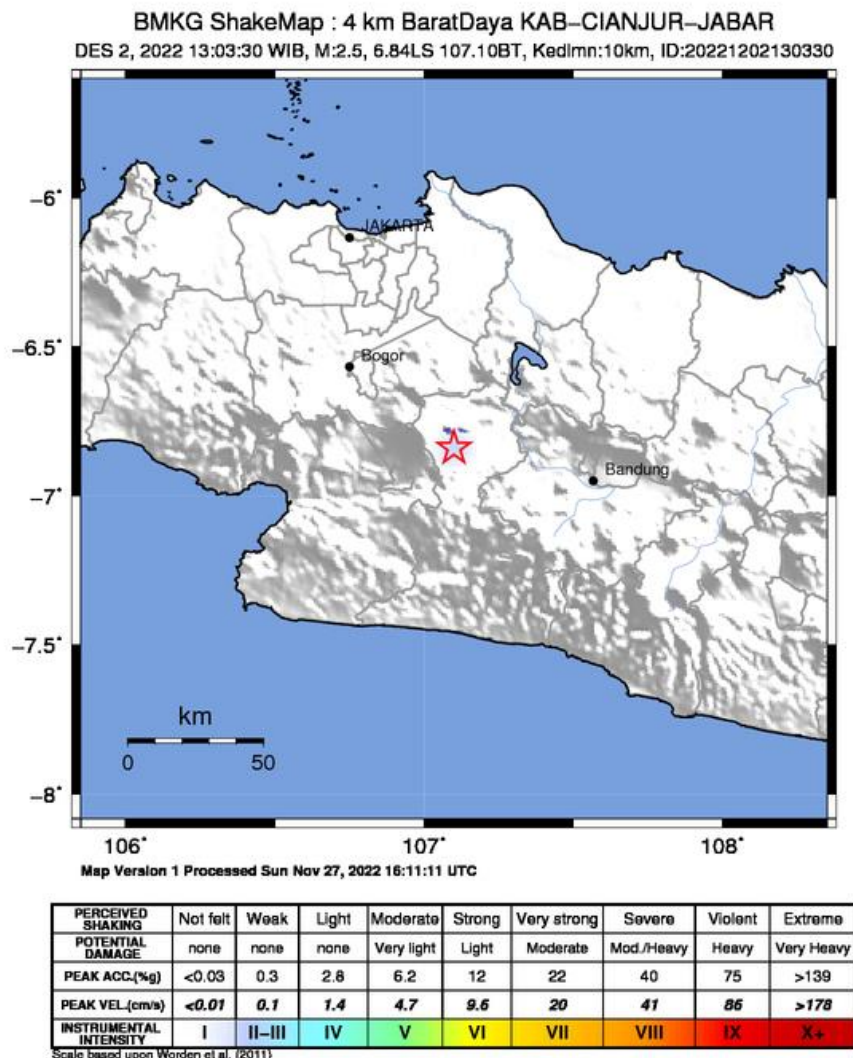 BMKG ShakeMap : 4 km BaratDaya KAB-CIANJUR-JABAR
DES 2, 2022 13:03:30 WIB, M:2.5, 6.84LS 107.10BT, Kedlmn:10km, ID:20221202130330
-6°
JAKARTA
-6.5°
Bogor
Bandung
-7°
-7.5°
km
0 50
-8°
106° 107° 108°
Map Version 1 Processed Sun Nov 27, 2022 16:11:11 UTC
PERCEIVED SHAKING Not felt Weak Light Moderate Strong Very strong Severe Violent Extreme
POTENTIAL DAMAGE none none none Very light Light Moderate Mod./Heavy Heavy Very Heavy
PEAK ACC.(%g) <0.03 0.3 2.8 6.2 12 22 40 75 >139
PEAK VEL.(cm/s) <0.01 0.1 1.4 4.7 9.6 20 41 86 >178
INSTRUMENTAL INTENSITY I II-III IV V VI VII VIII IX X+
Scale based upon Worden et al. (2011)